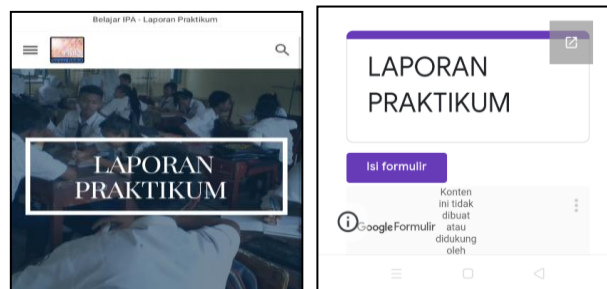 Belajar IPA - Laporan Praktikum
LAPORAN
PRAKTIKUM
LAPORAN
PRAKTIKUM
Isi formulir
Konten
ini tidak
dibuat
Google Formulir atau
didukung
oleh